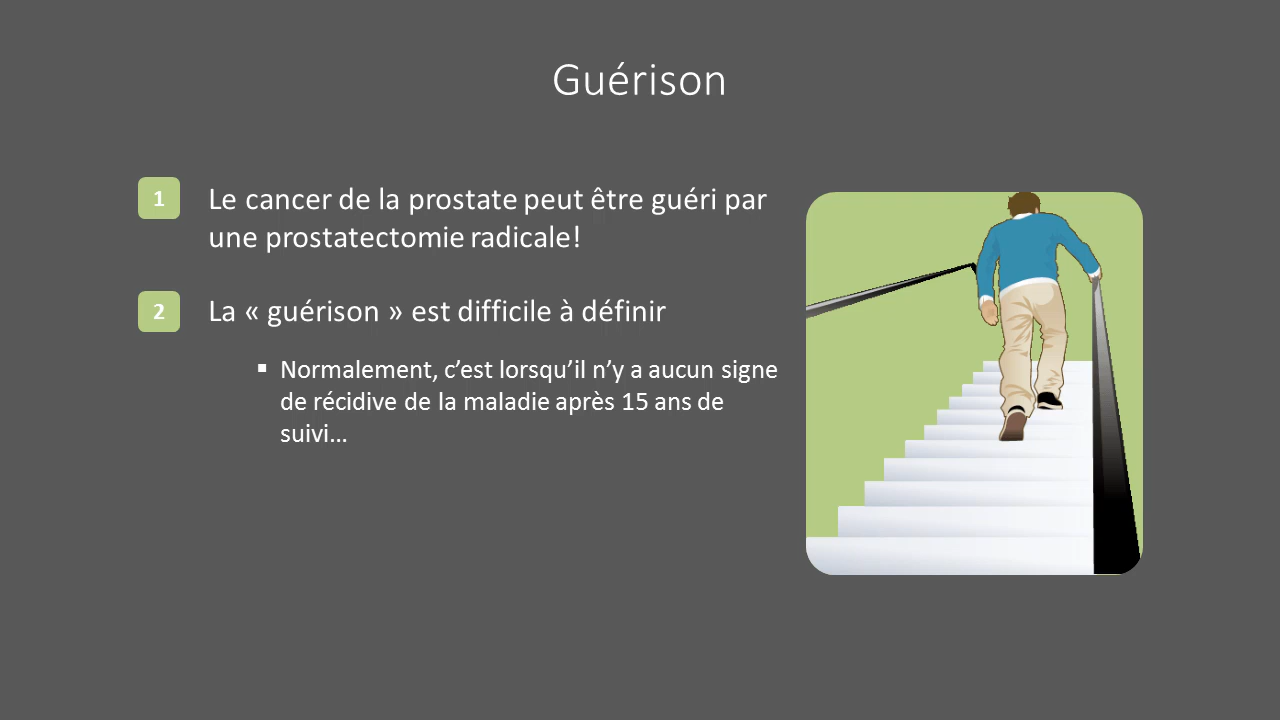 Guérison
1 Le cancer de la prostate peut être guéri par
une prostatectomie radicale!
2 La « guérison » est difficile à définir
▪ Normalement, c’est lorsqu’il n’y a aucun signe
de récidive de la maladie après 15 ans de
suivi…